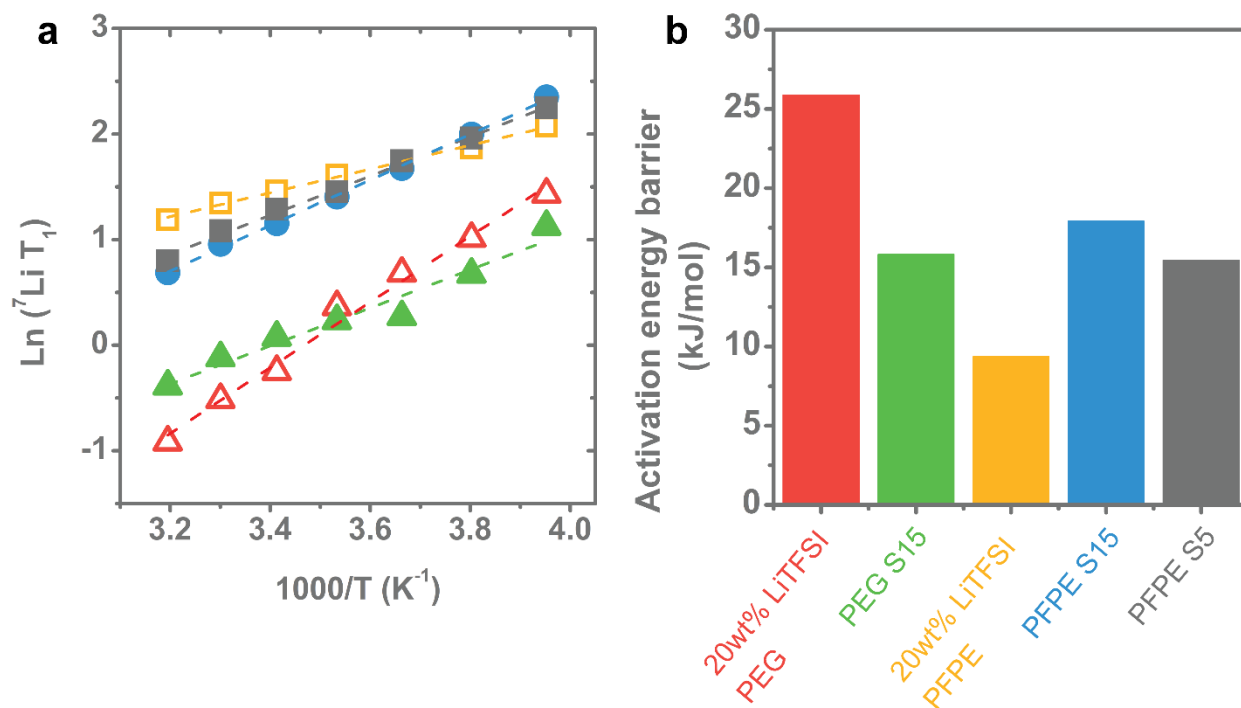 a
3
2
1
0
-1
Ln (⁷Li T₁)
3.2 3.4 3.6 3.8 4.0
1000/T (K⁻¹)
b
30
25
20
15
10
5
0
Activation energy barrier
(kJ/mol)
20wt% LiTFSI
PEG
PEG S15
20wt% LiTFSI
PFPE
PFPE S15
PFPE S5